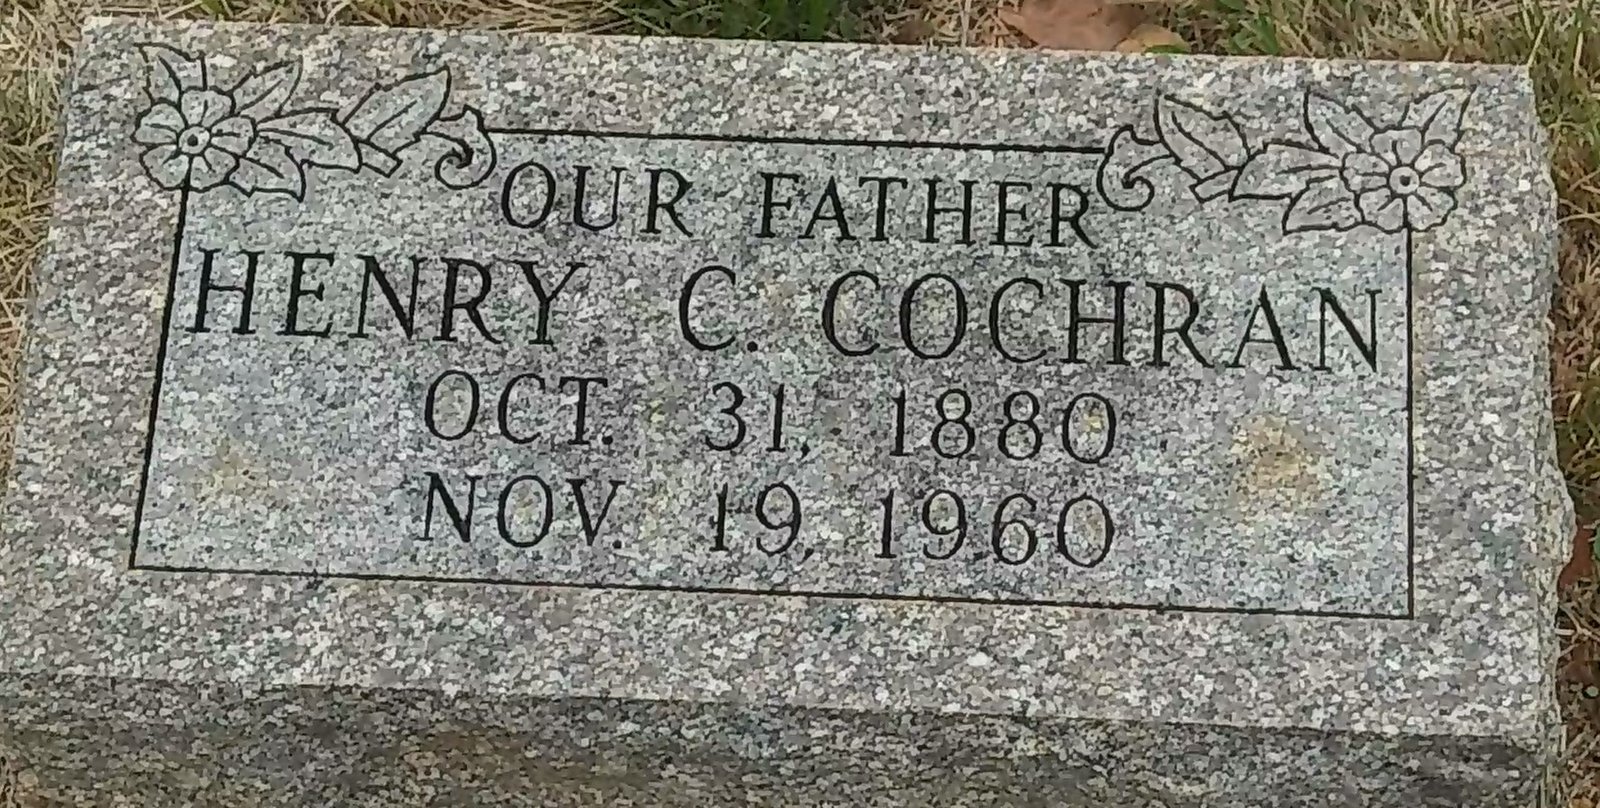 OUR FATHER
HENRY C. COCHRAN
OCT. 31, 1880
NOV. 19, 1960